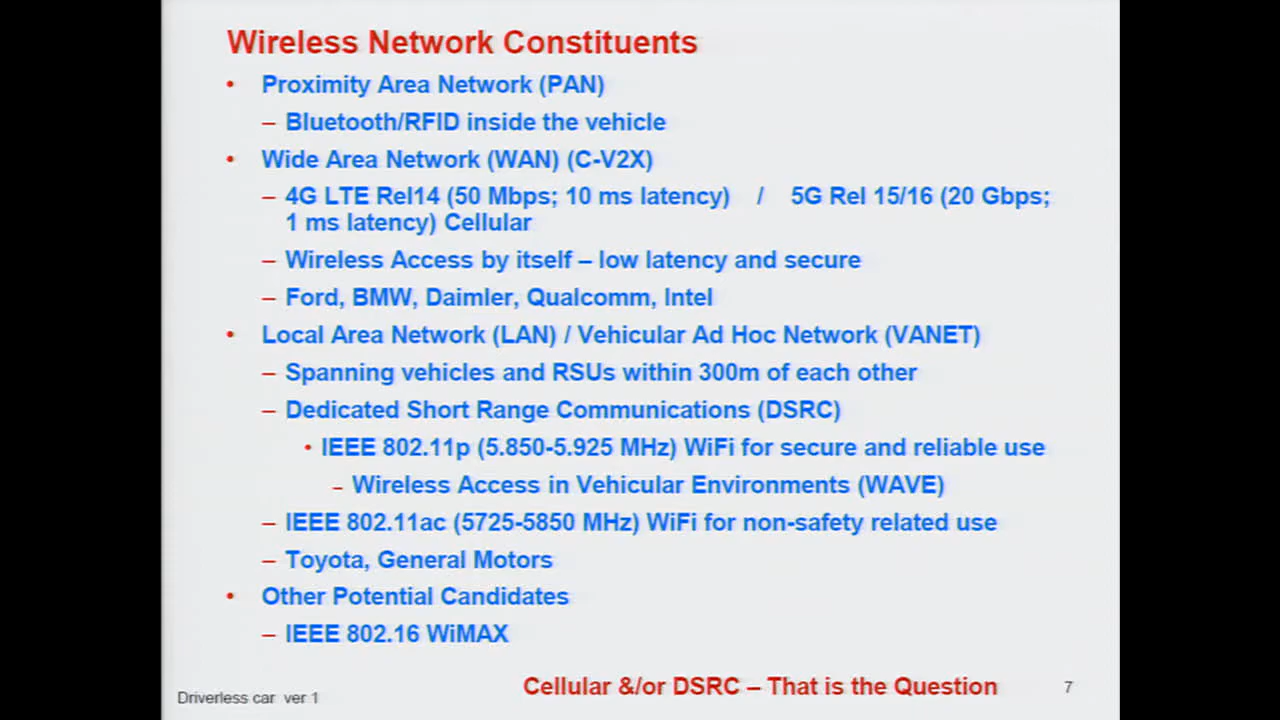 Wireless Network Constituents
• Proximity Area Network (PAN)
– Bluetooth/RFID inside the vehicle
• Wide Area Network (WAN) (C-V2X)
– 4G LTE Rel14 (50 Mbps; 10 ms latency) / 5G Rel 15/16 (20 Gbps;
1 ms latency) Cellular
– Wireless Access by itself – low latency and secure
– Ford, BMW, Daimler, Qualcomm, Intel
• Local Area Network (LAN) / Vehicular Ad Hoc Network (VANET)
– Spanning vehicles and RSUs within 300m of each other
– Dedicated Short Range Communications (DSRC)
• IEEE 802.11p (5.850-5.925 MHz) WiFi for secure and reliable use
– Wireless Access in Vehicular Environments (WAVE)
– IEEE 802.11ac (5725-5850 MHz) WiFi for non-safety related use
– Toyota, General Motors
• Other Potential Candidates
– IEEE 802.16 WiMAX
Cellular &/or DSRC – That is the Question
Driverless car ver 1
7